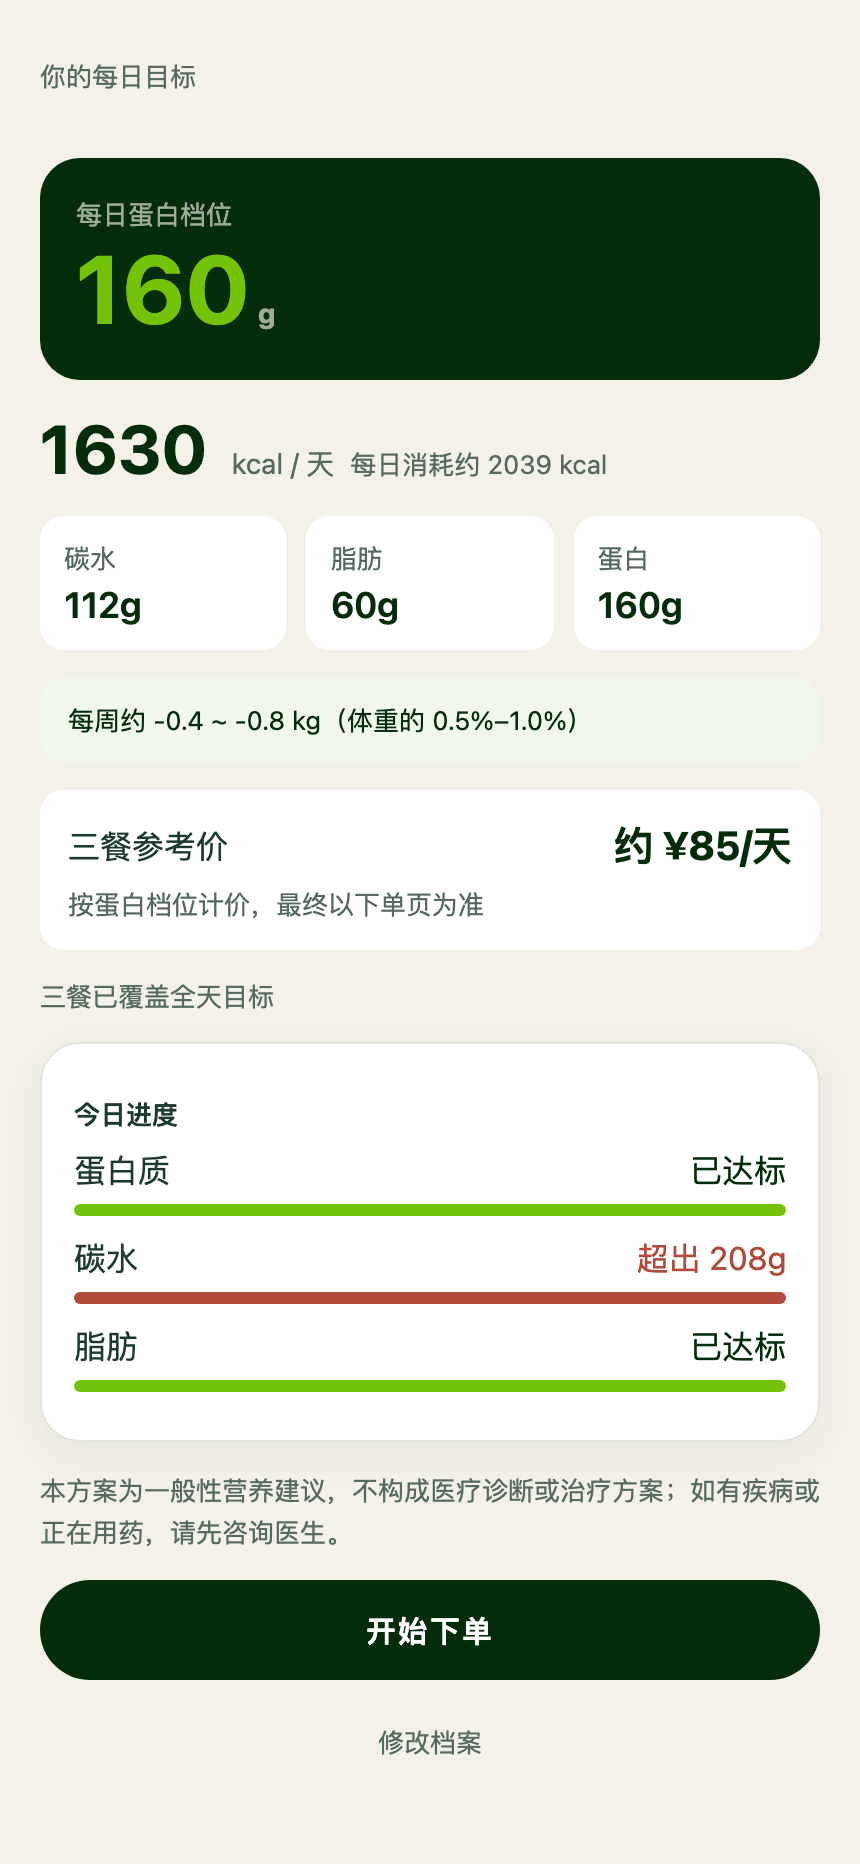 你的每日目标
每日蛋白档位
160 g
1630 kcal / 天 每日消耗约 2039 kcal
碳水 脂肪 蛋白
112g 60g 160g
每周约 -0.4 ~ -0.8 kg（体重的 0.5%–1.0%）
三餐参考价 约 ¥85/天
按蛋白档位计价，最终以下单页为准
三餐已覆盖全天目标
今日进度
蛋白质 已达标
碳水 超出 208g
脂肪 已达标
本方案为一般性营养建议，不构成医疗诊断或治疗方案；如有疾病或
正在用药，请先咨询医生。
开始下单
修改档案